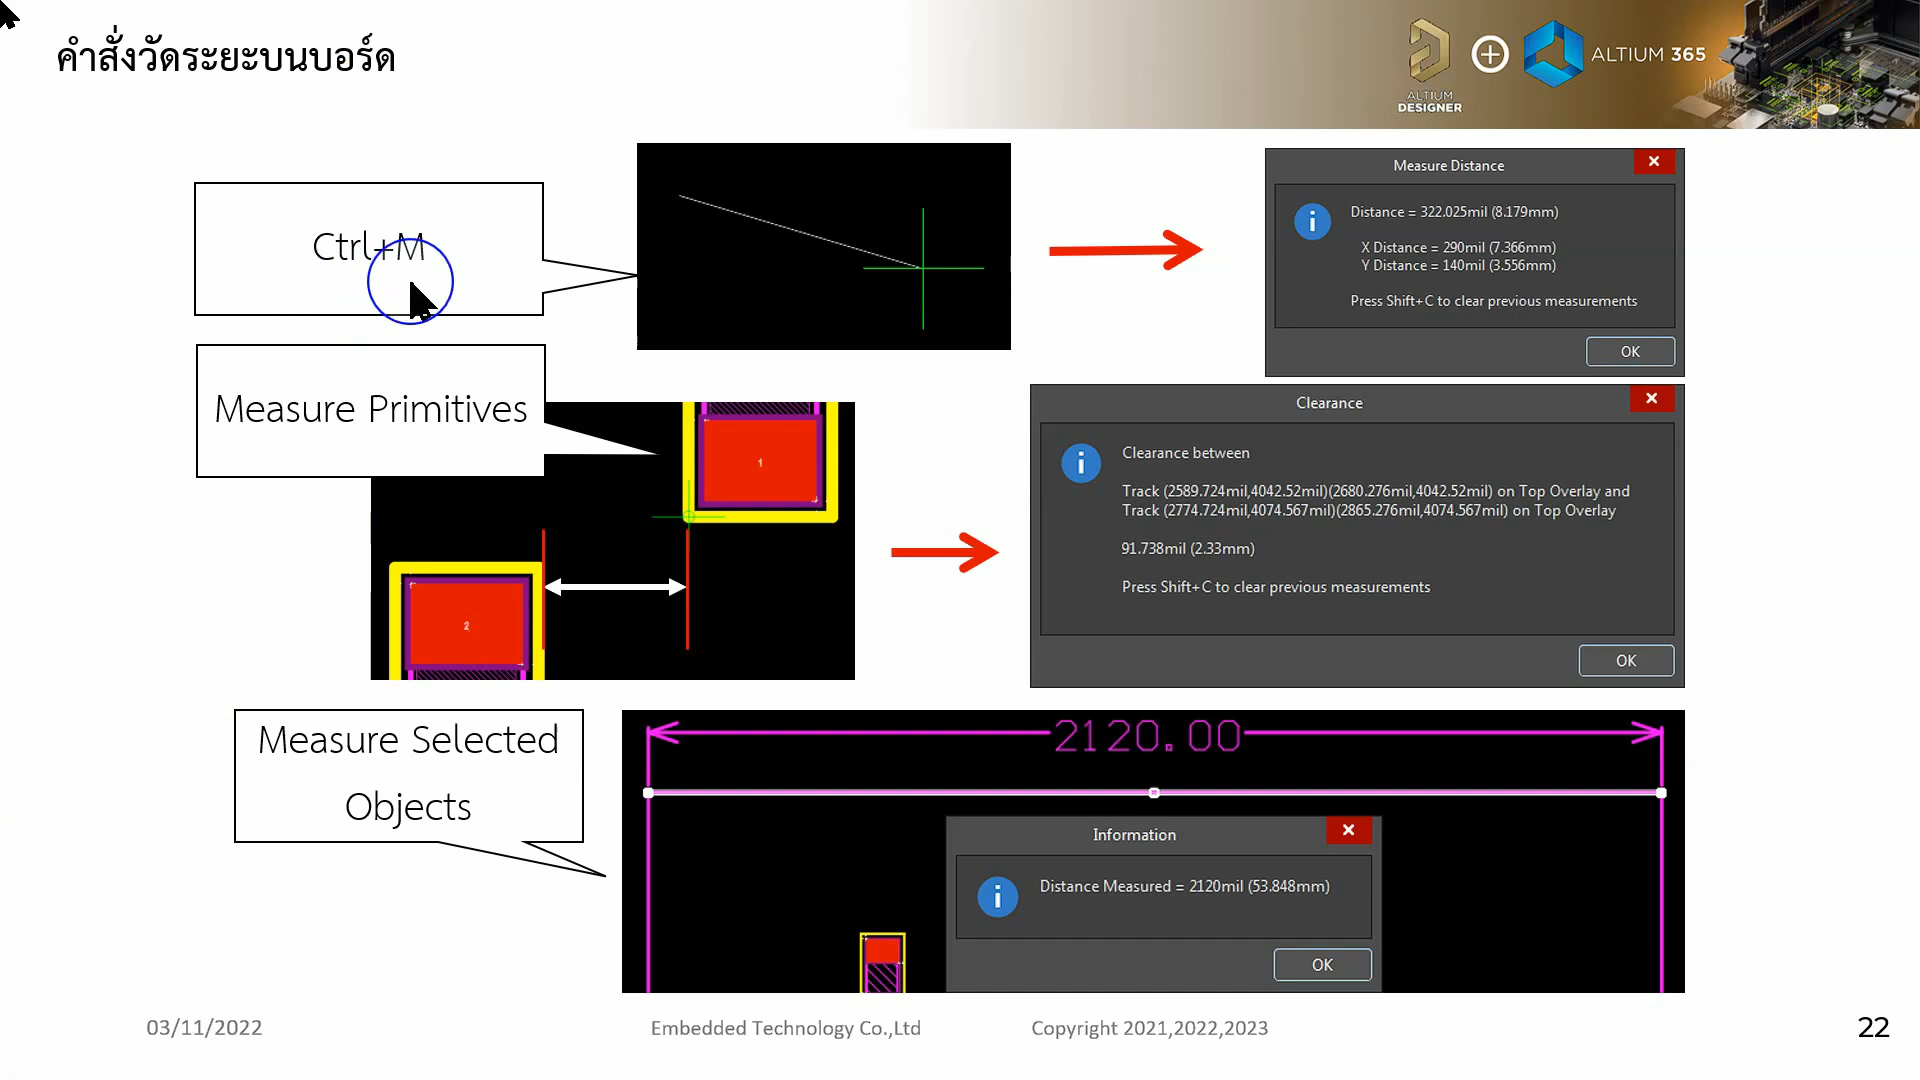 คำสั่งวัดระยะบนบอร์ด
ALTIUM
DESIGNER
ALTIUM 365
Ctrl+M
Measure Distance
Distance = 322.025mil (8.179mm)
X Distance = 290mil (7.366mm)
Y Distance = 140mil (3.556mm)
Press Shift+C to clear previous measurements
OK
Measure Primitives
1
2
Clearance
Clearance between
Track (2589.724mil,4042.52mil)(2680.276mil,4042.52mil) on Top Overlay and
Track (2774.724mil,4074.567mil)(2865.276mil,4074.567mil) on Top Overlay
91.738mil (2.33mm)
Press Shift+C to clear previous measurements
OK
Measure Selected
Objects
2120.00
Information
Distance Measured = 2120mil (53.848mm)
OK
03/11/2022
Embedded Technology Co.,Ltd
Copyright 2021,2022,2023
22